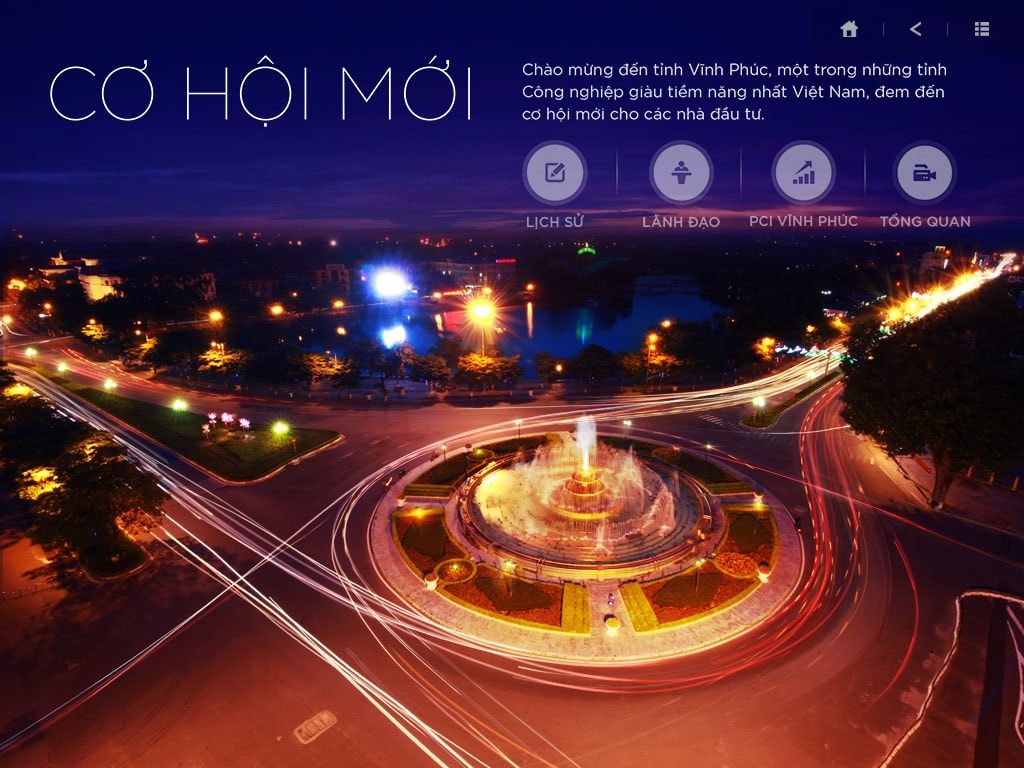 CƠ HỘI MỚI
Chào mừng đến tỉnh Vĩnh Phúc, một trong những tỉnh
Công nghiệp giàu tiềm năng nhất Việt Nam, đem đến
cơ hội mới cho các nhà đầu tư.
LỊCH SỬ
LÃNH ĐẠO
PCI VĨNH PHÚC
TỔNG QUAN